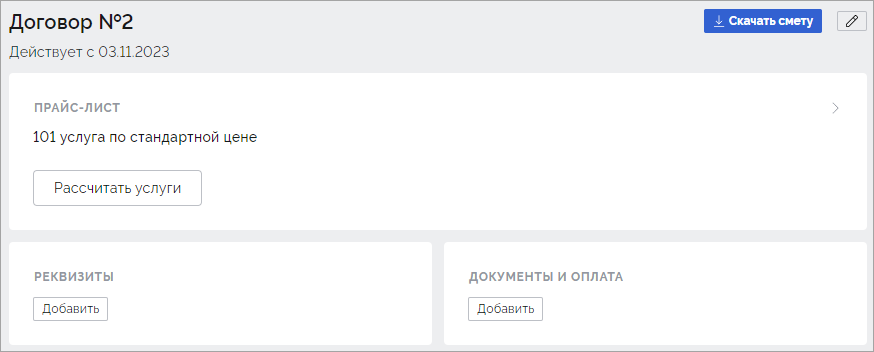 Договор №2
Скачать смету
Действует с 03.11.2023
ПРАЙС-ЛИСТ
101 услуга по стандартной цене
Рассчитать услуги
РЕКВИЗИТЫ
Добавить
ДОКУМЕНТЫ И ОПЛАТА
Добавить